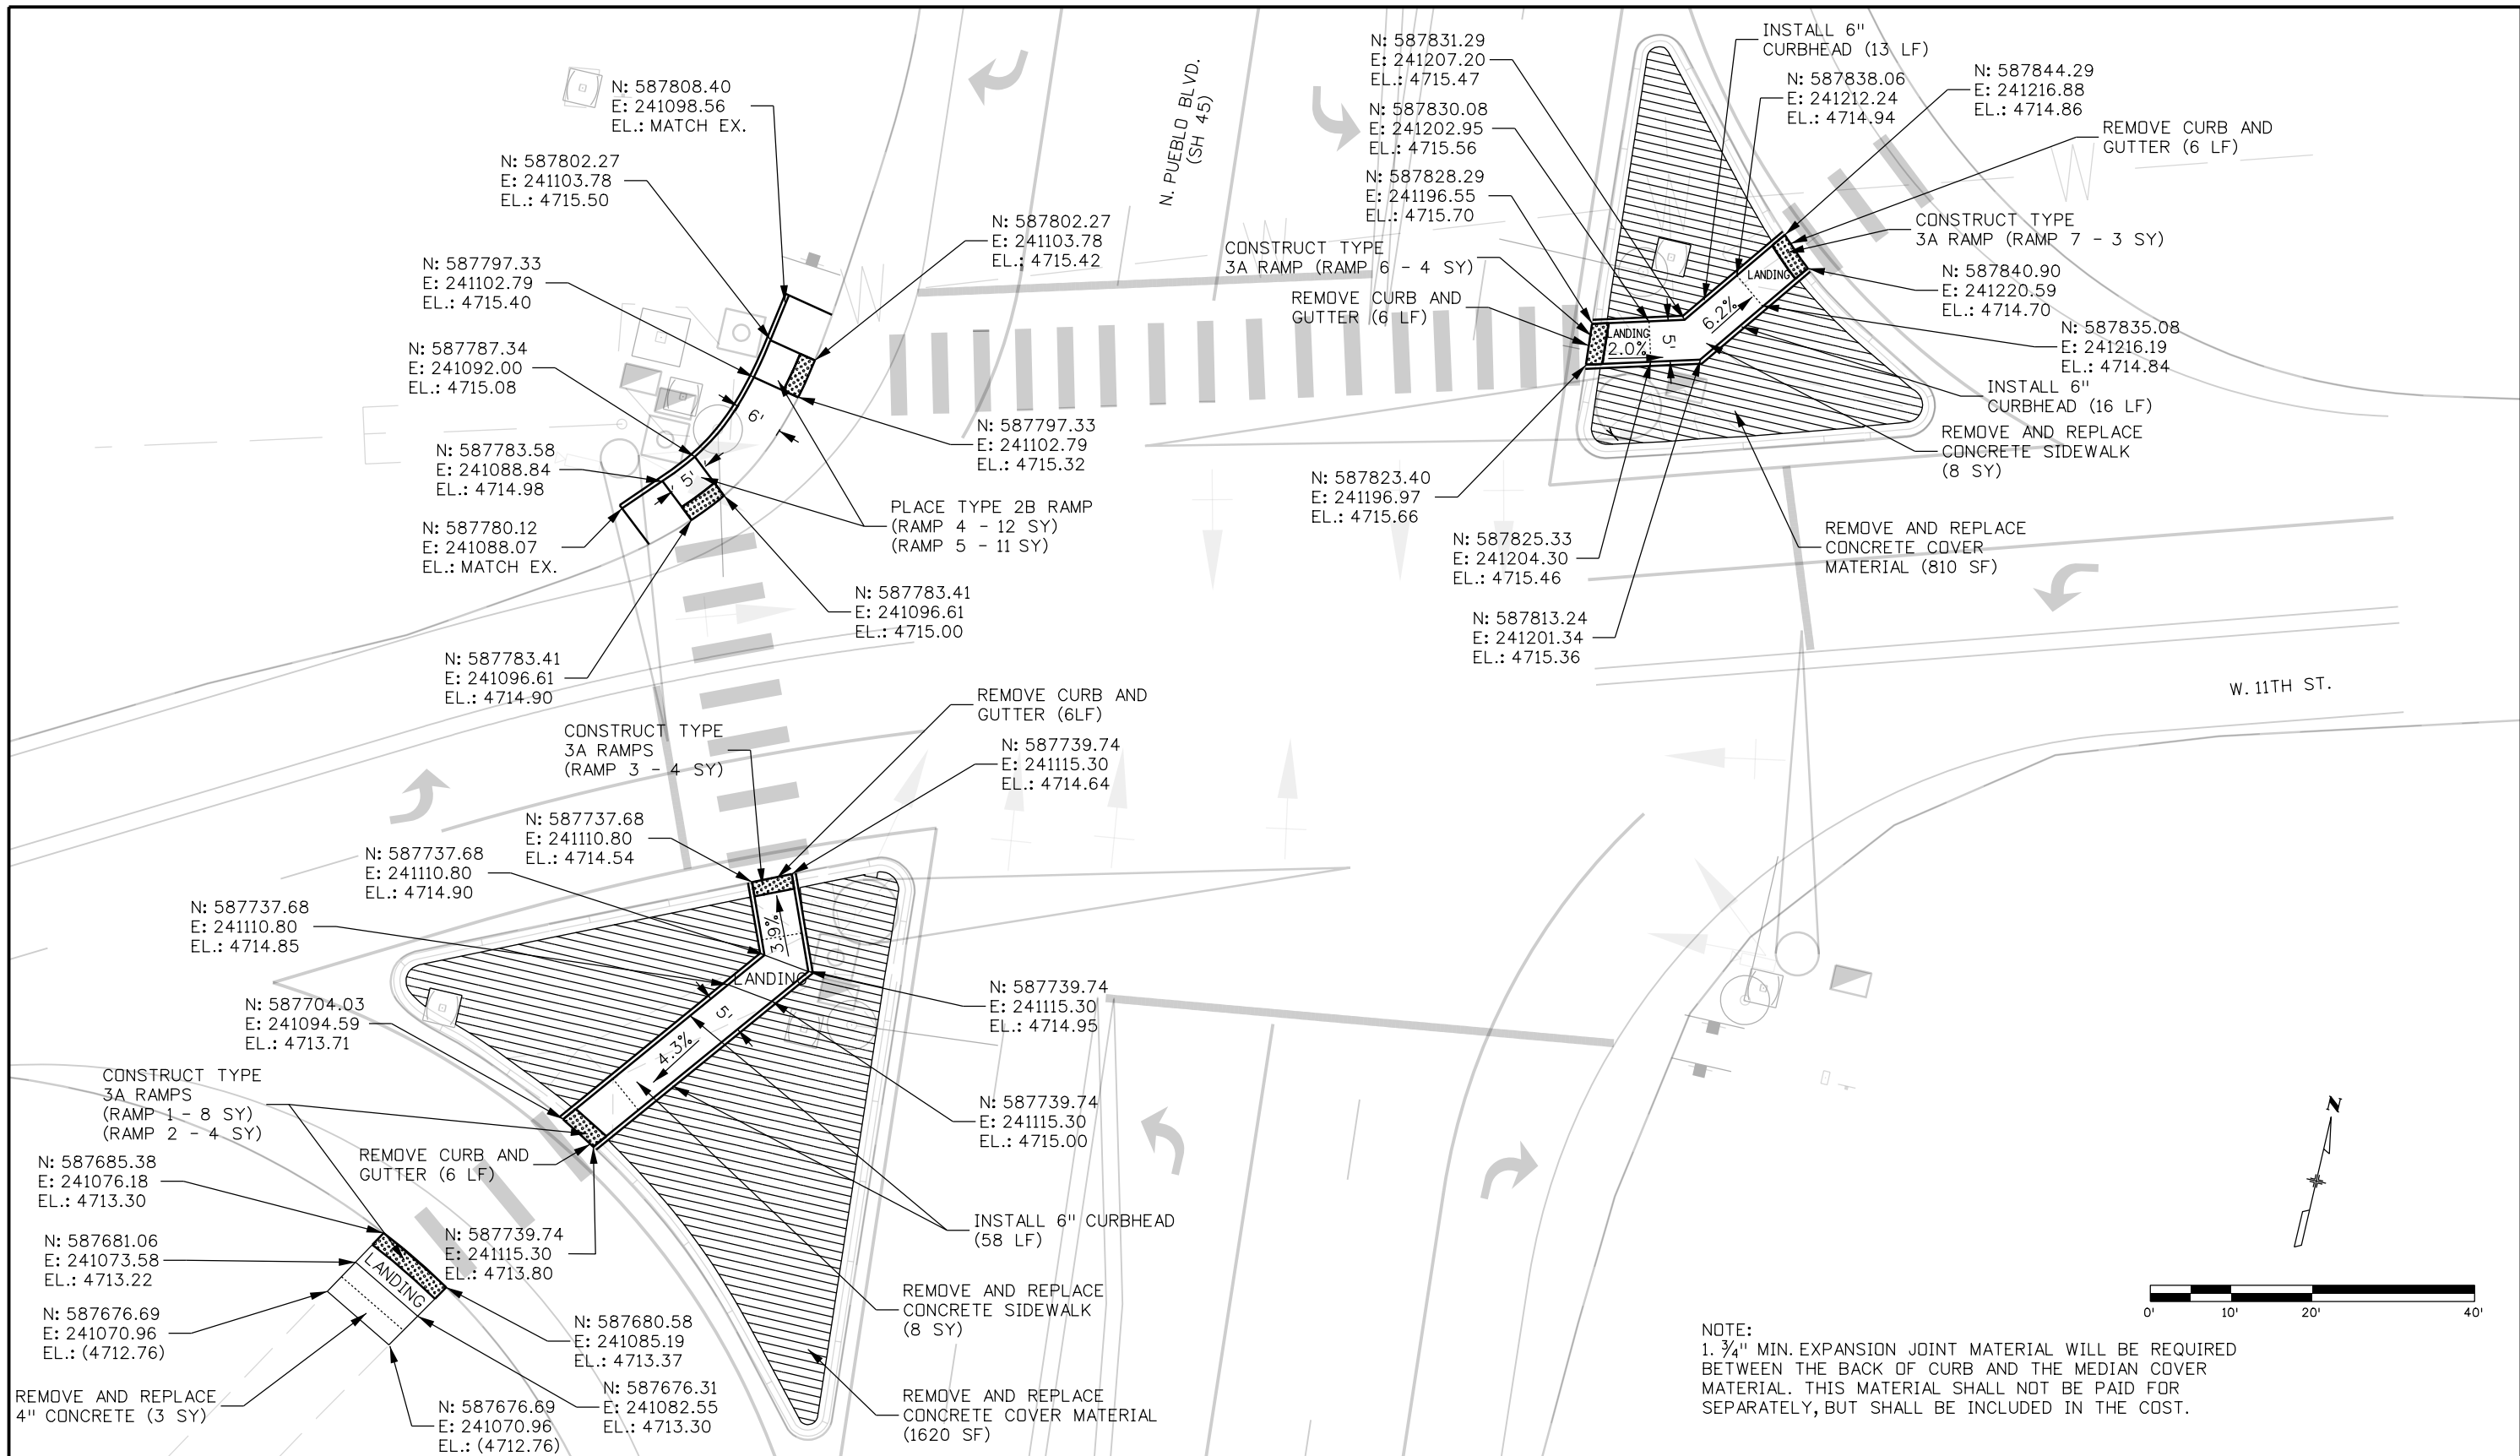 N: 587808.40
E: 241098.56
EL.: MATCH EX.
N: 587802.27
E: 241103.78
EL.: 4715.50
N: 587797.33
E: 241102.79
EL.: 4715.40
N: 587787.34
E: 241092.00
EL.: 4715.08
N: 587783.58
E: 241088.84
EL.: 4714.98
N: 587780.12
E: 241088.07
EL.: MATCH EX.
N: 587802.27
E: 241103.78
EL.: 4715.42
N: 587797.33
E: 241102.79
EL.: 4715.32
6'
5'
PLACE TYPE 2B RAMP
(RAMP 4 - 12 SY)
(RAMP 5 - 11 SY)
N: 587783.41
E: 241096.61
EL.: 4715.00
N: 587783.41
E: 241096.61
EL.: 4714.90
N. PUEBLO BLVD.
(SH 45)
N: 587831.29
E: 241207.20
EL.: 4715.47
N: 587830.08
E: 241202.95
EL.: 4715.56
N: 587828.29
E: 241196.55
EL.: 4715.70
CONSTRUCT TYPE
3A RAMP (RAMP 6 - 4 SY)
REMOVE CURB AND
GUTTER (6 LF)
INSTALL 6"
CURBHEAD (13 LF)
N: 587838.06
E: 241212.24
EL.: 4714.94
N: 587844.29
E: 241216.88
EL.: 4714.86
REMOVE CURB AND
GUTTER (6 LF)
CONSTRUCT TYPE
3A RAMP (RAMP 7 - 3 SY)
N: 587840.90
E: 241220.59
EL.: 4714.70
N: 587835.08
E: 241216.19
EL.: 4714.84
INSTALL 6"
CURBHEAD (16 LF)
REMOVE AND REPLACE
CONCRETE SIDEWALK
(8 SY)
LANDING
6.2%
LANDING
2.0%
5'
N: 587823.40
E: 241196.97
EL.: 4715.66
N: 587825.33
E: 241204.30
EL.: 4715.46
N: 587813.24
E: 241201.34
EL.: 4715.36
REMOVE AND REPLACE
CONCRETE COVER
MATERIAL (810 SF)
W. 11TH ST.
REMOVE CURB AND
GUTTER (6LF)
CONSTRUCT TYPE
3A RAMPS
(RAMP 3 - 4 SY)
N: 587739.74
E: 241115.30
EL.: 4714.64
N: 587737.68
E: 241110.80
EL.: 4714.54
N: 587737.68
E: 241110.80
EL.: 4714.90
N: 587737.68
E: 241110.80
EL.: 4714.85
3.9%
LANDING
5'
4.3%
N: 587739.74
E: 241115.30
EL.: 4714.95
N: 587704.03
E: 241094.59
EL.: 4713.71
N: 587739.74
E: 241115.30
EL.: 4715.00
CONSTRUCT TYPE
3A RAMPS
(RAMP 1 - 8 SY)
(RAMP 2 - 4 SY)
REMOVE CURB AND
GUTTER (6 LF)
N: 587685.38
E: 241076.18
EL.: 4713.30
N: 587681.06
E: 241073.58
EL.: 4713.22
N: 587739.74
E: 241115.30
EL.: 4713.80
LANDING
INSTALL 6" CURBHEAD
(58 LF)
REMOVE AND REPLACE
CONCRETE SIDEWALK
(8 SY)
N: 587676.69
E: 241070.96
EL.: (4712.76)
N: 587680.58
E: 241085.19
EL.: 4713.37
REMOVE AND REPLACE
4" CONCRETE (3 SY)
N: 587676.69
E: 241070.96
EL.: (4712.76)
N: 587676.31
E: 241082.55
EL.: 4713.30
REMOVE AND REPLACE
CONCRETE COVER MATERIAL
(1620 SF)
N
0' 10' 20' 40'
NOTE:
1. 3/4" MIN. EXPANSION JOINT MATERIAL WILL BE REQUIRED
BETWEEN THE BACK OF CURB AND THE MEDIAN COVER
MATERIAL. THIS MATERIAL SHALL NOT BE PAID FOR
SEPARATELY, BUT SHALL BE INCLUDED IN THE COST.